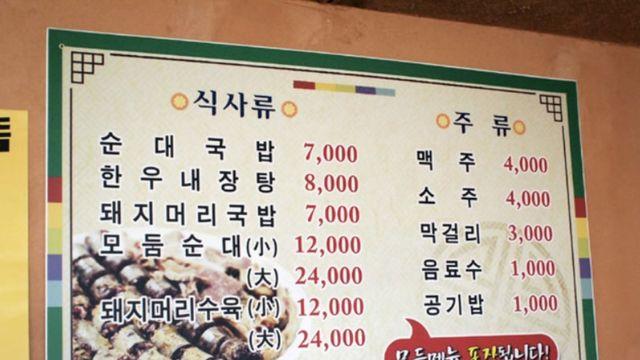 식사류
순대국밥 7,000
한우내장탕 8,000
돼지머리국밥 7,000
모둠순대(小) 12,000
(大) 24,000
돼지머리수육(小) 12,000
(大) 24,000
주류
맥주 4,000
소주 4,000
막걸리 3,000
음료수 1,000
공기밥 1,000
모든메뉴 포장됩니다!